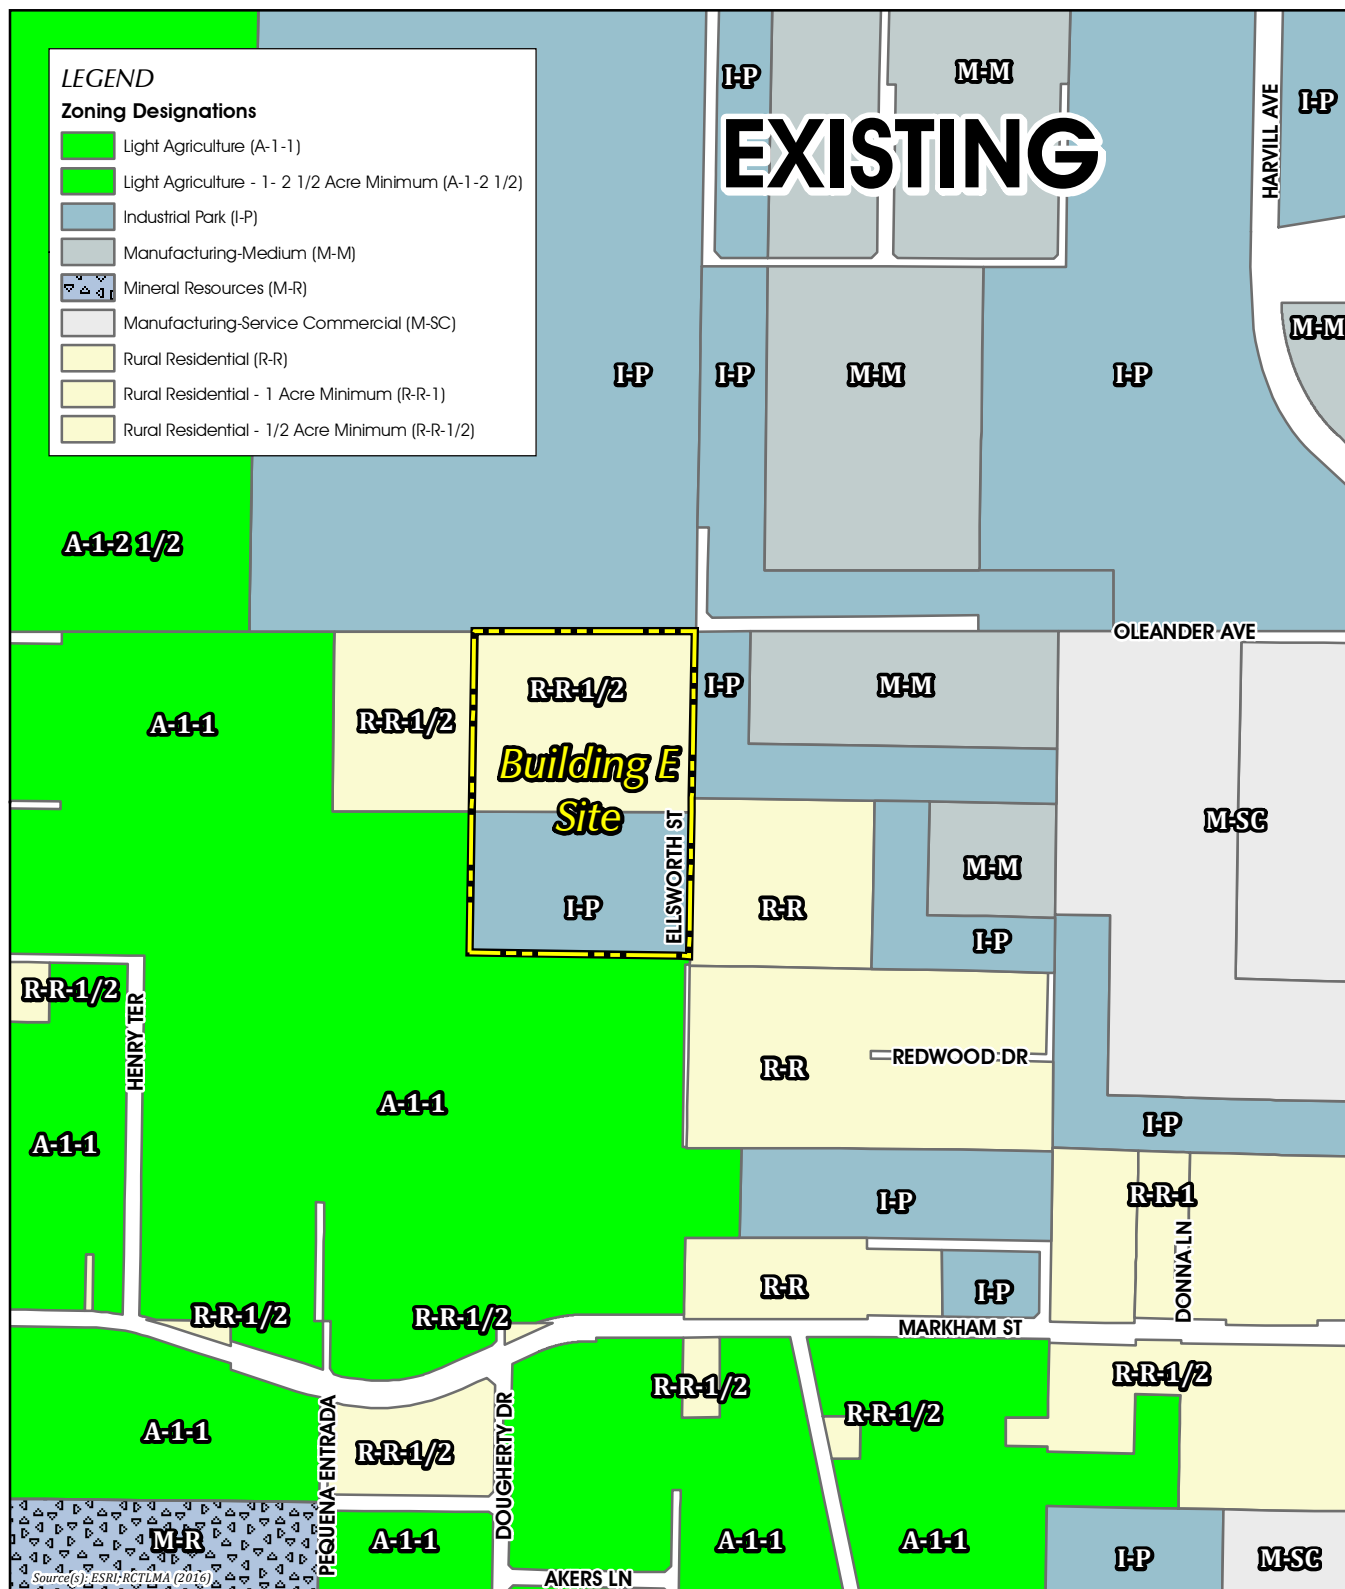 LEGEND
Zoning Designations
Light Agriculture (A-1-1)
Light Agriculture - 1- 2 1/2 Acre Minimum (A-1-2 1/2)
Industrial Park (I-P)
Manufacturing-Medium (M-M)
Mineral Resources (M-R)
Manufacturing-Service Commercial (M-SC)
Rural Residential (R-R)
Rural Residential - 1 Acre Minimum (R-R-1)
Rural Residential - 1/2 Acre Minimum (R-R-1/2)
EXISTING
I-P
M-M
I-P
HARVILL AVE
M-M
I-P
I-P
M-M
I-P
A-1-2 1/2
OLEANDER AVE
R-R-1/2
I-P
M-M
A-1-1
R-R-1/2
Building E
Site
ELLSWORTH ST
M-SC
M-M
I-P
R-R
I-P
R-R-1/2
HENRY TER
REDWOOD DR
R-R
A-1-1
A-1-1
I-P
I-P
R-R-1
DONNA LN
R-R
I-P
R-R-1/2
R-R-1/2
MARKHAM ST
R-R-1/2
R-R-1/2
R-R-1/2
A-1-1
R-R-1/2
PEQUENA ENTRADA
DOUGHERTY DR
M-R
A-1-1
A-1-1
A-1-1
I-P
M-SC
AKERS LN
Source(s): ESRI, RCTLMA (2016)